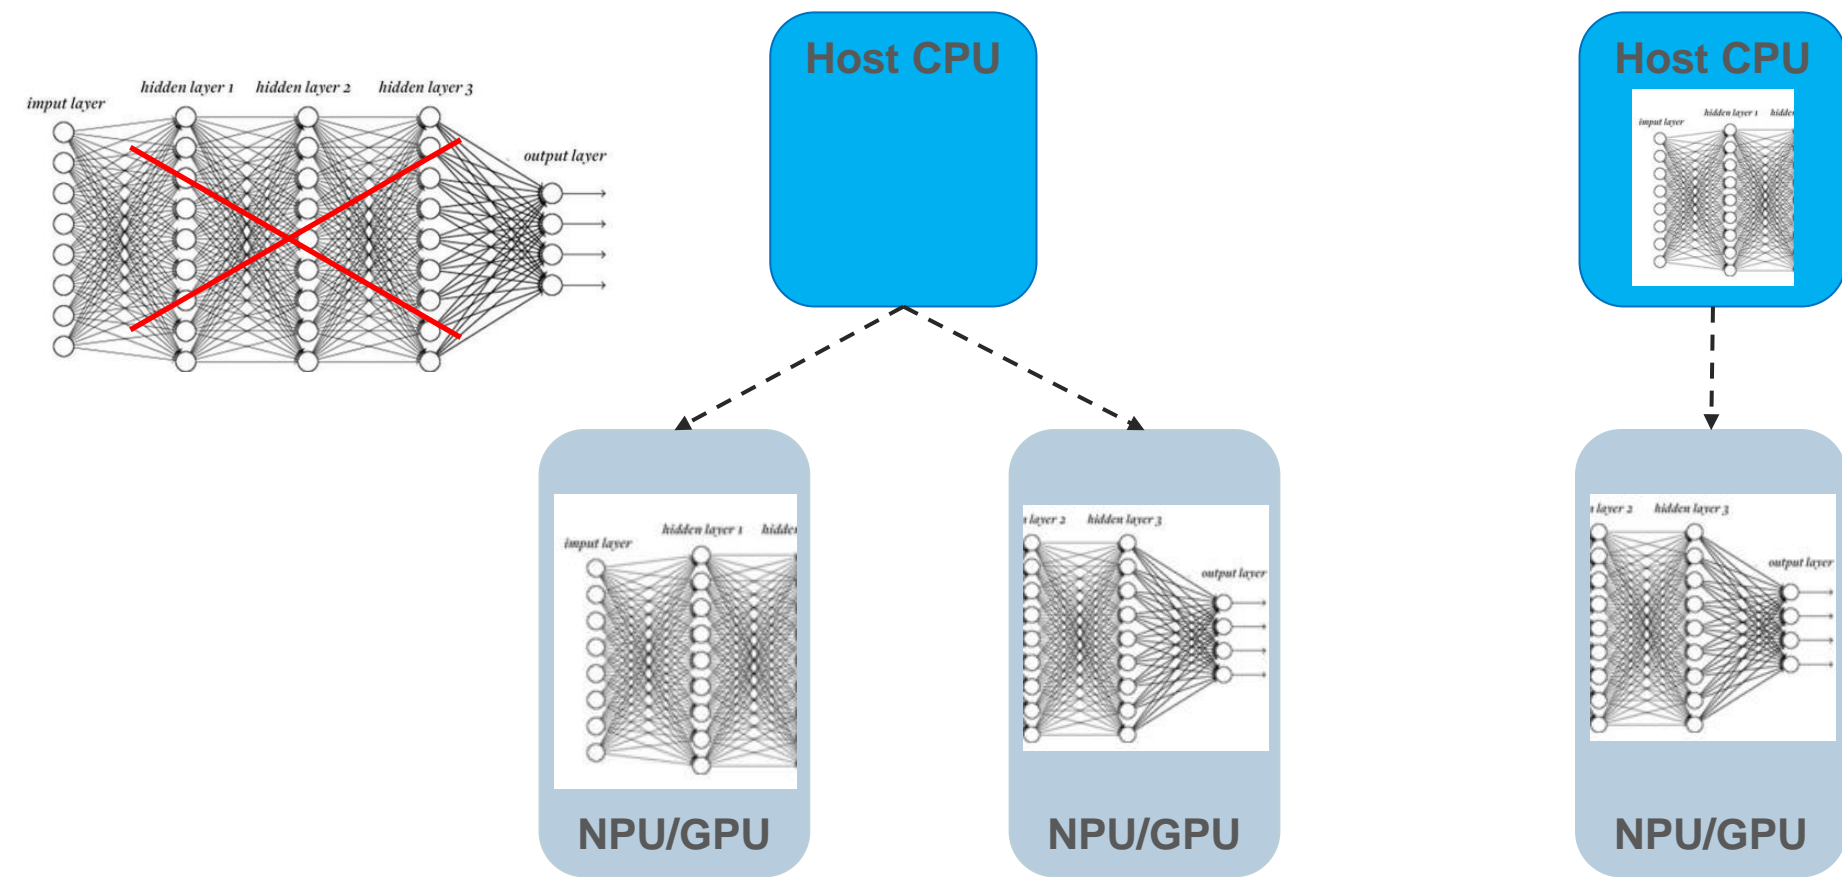 imput layer
hidden layer 1
hidden layer 2
hidden layer 3
output layer
Host CPU
imput layer
hidden layer 1
hidden
NPU/GPU
layer 2
hidden layer 3
output layer
NPU/GPU
Host CPU
imput layer
hidden layer 1
hidde
layer 2
hidden layer 3
output layer
NPU/GPU